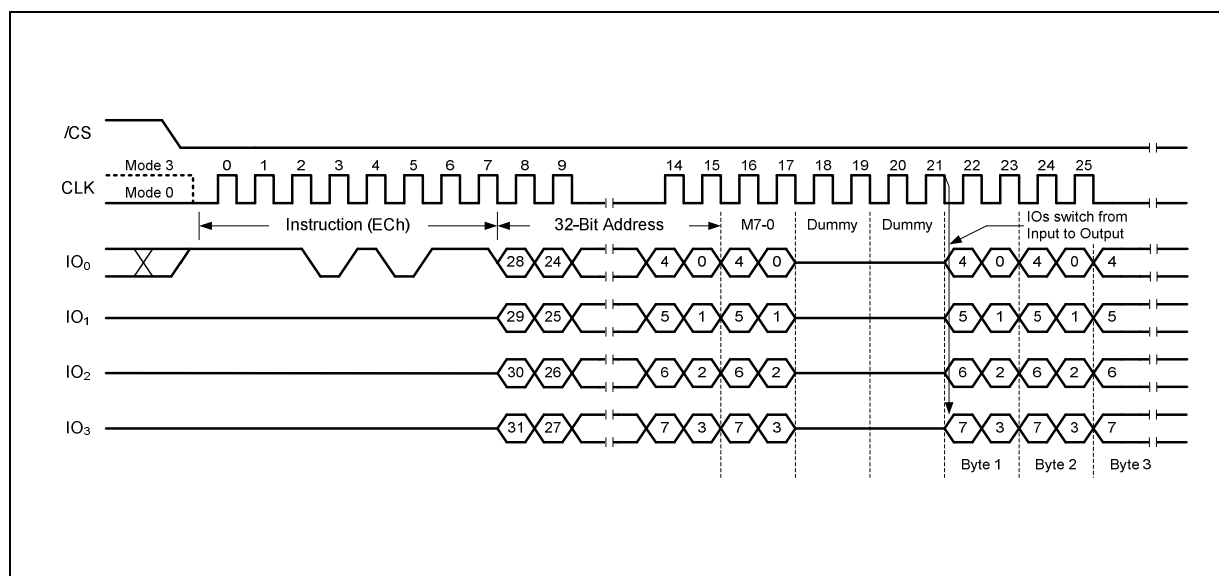 /CS
Mode 3
0 1 2 3 4 5 6 7 8 9 14 15 16 17 18 19 20 21 22 23 24 25
CLK
Mode 0
Instruction (ECh) 32-Bit Address M7-0 Dummy Dummy IOs switch from
Input to Output
IO0 28 24 4 0 4 0 4 0 4 0 4
IO1 29 25 5 1 5 1 5 1 5 1 5
IO2 30 26 6 2 6 2 6 2 6 2 6
IO3 31 27 7 3 7 3 7 3 7 3 7
Byte 1 Byte 2 Byte 3